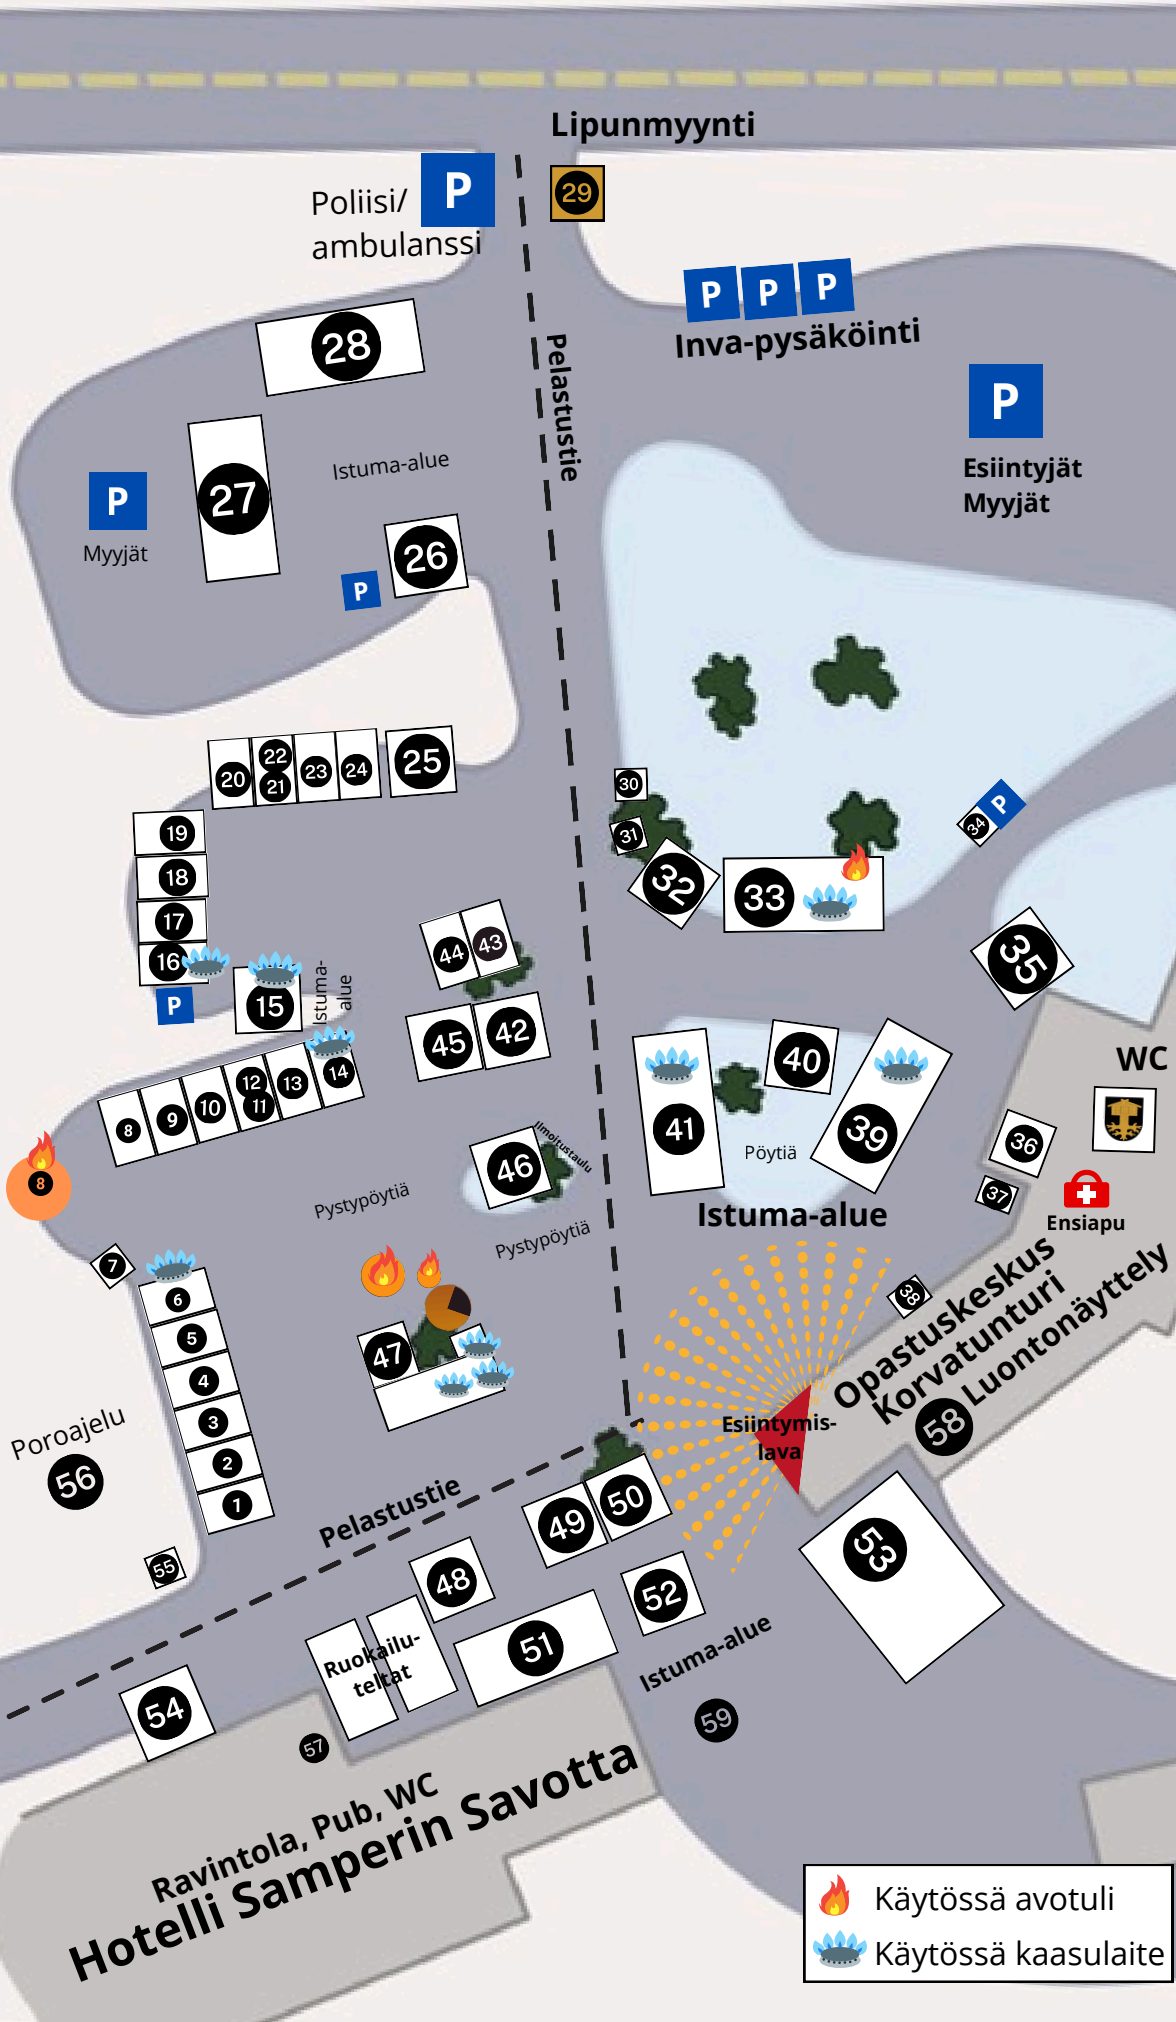 Lipunmyynti
Poliisi/
ambulanssi
P
29
P P P
Inva-pysäköinti
Pelastustie
28
P
Esiintyjät
Myyjät
27
Istuma-alue
P
Myyjät
26
P
20
22
21
23
24
25
30
31
32
33
34
P
19
18
17
16
P
15
Istuma-
alue
44
43
45
42
35
8
9
10
12
11
13
14
8
41
40
39
Pöytiä
Istuma-alue
WC
36
37
Ensiapu
46
Ilmoitustaulu
Pystypöytiä
Pystypöytiä
7
6
5
4
3
2
1
47
38
Opastuskeskus
Korvatunturi
Luontonäyttely
58
Esiintymis-
lava
Poroajelu
56
55
Pelastustie
49
50
48
51
52
53
Ruokailu-
teltat
Istuma-alue
59
54
57
Ravintola, Pub, WC
Hotelli Samperin Savotta
Käytössä avotuli
Käytössä kaasulaite